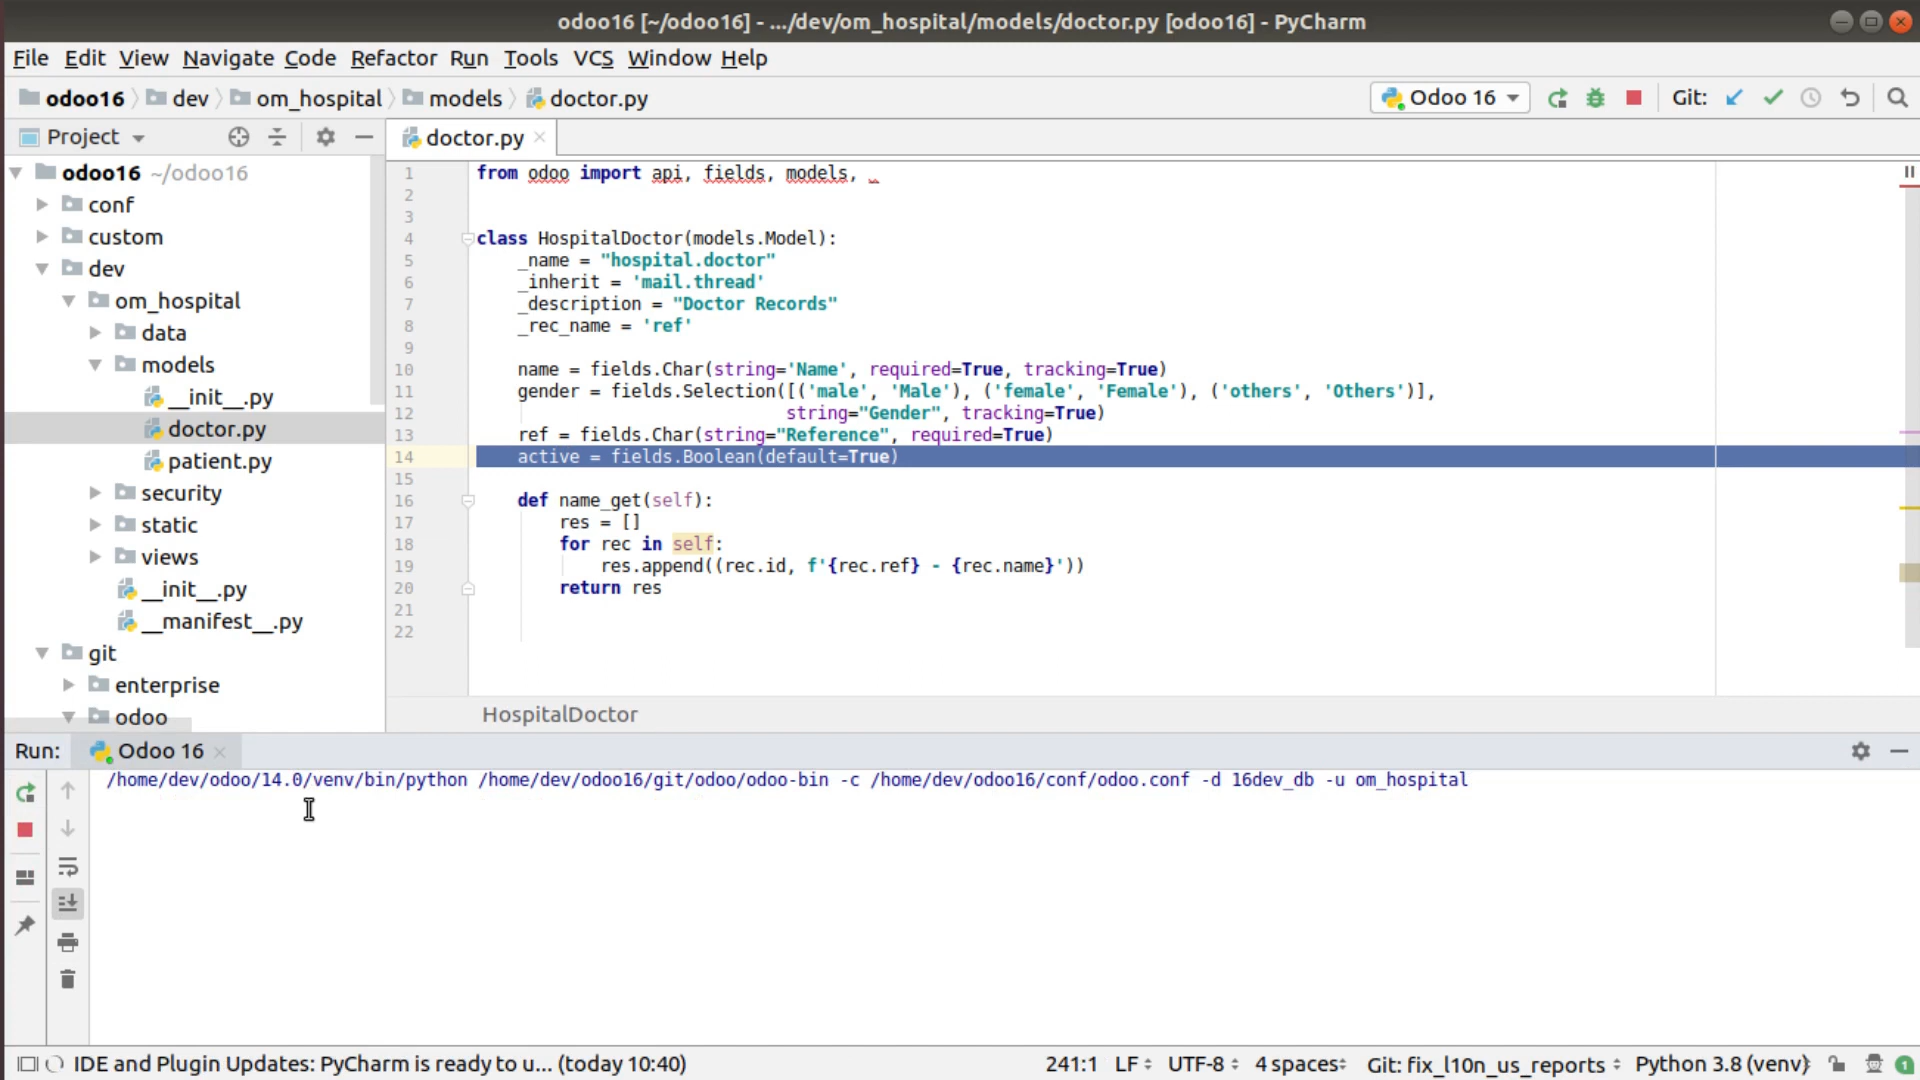 odoo16 [~/odoo16] - .../dev/om_hospital/models/doctor.py [odoo16] - PyCharm
File Edit View Navigate Code Refactor Run Tools VCS Window Help
odoo16 dev om_hospital models doctor.py
Odoo 16
Git:
Project
doctor.py
odoo16 ~/odoo16
conf
custom
dev
om_hospital
data
models
__init__.py
doctor.py
patient.py
security
static
views
__init__.py
__manifest__.py
git
enterprise
odoo
1 from odoo import api, fields, models, _
2
3
4 class HospitalDoctor(models.Model):
5     _name = "hospital.doctor"
6     _inherit = 'mail.thread'
7     _description = "Doctor Records"
8     _rec_name = 'ref'
9
10     name = fields.Char(string='Name', required=True, tracking=True)
11     gender = fields.Selection([('male', 'Male'), ('female', 'Female'), ('others', 'Others')],
12                               string="Gender", tracking=True)
13     ref = fields.Char(string="Reference", required=True)
14     active = fields.Boolean(default=True)
15
16     def name_get(self):
17         res = []
18         for rec in self:
19             res.append((rec.id, f'{rec.ref} - {rec.name}'))
20         return res
21
22
HospitalDoctor
Run: Odoo 16
/home/dev/odoo/14.0/venv/bin/python /home/dev/odoo16/git/odoo/odoo-bin -c /home/dev/odoo16/conf/odoo.conf -d 16dev_db -u om_hospital
IDE and Plugin Updates: PyCharm is ready to u... (today 10:40)
241:1 LF UTF-8 4 spaces Git: fix_l10n_us_reports Python 3.8 (venv) 1